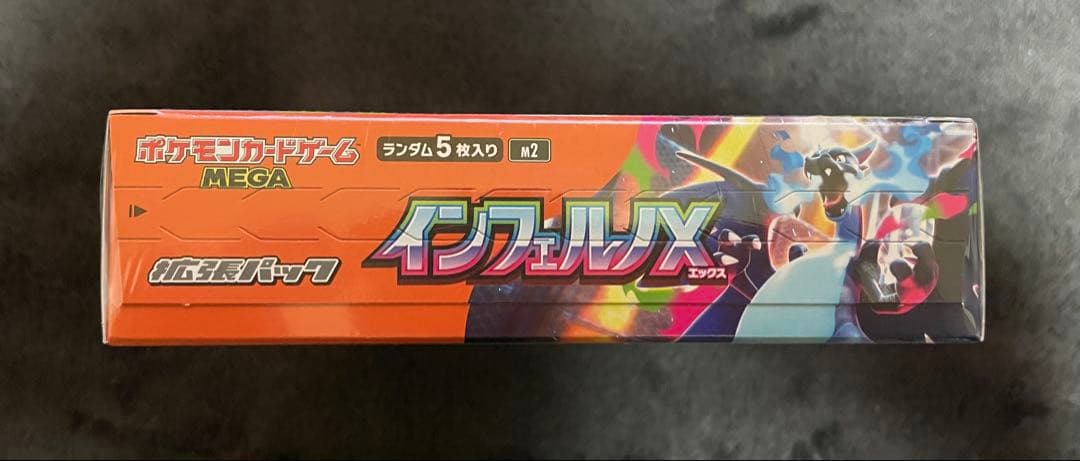 ポケモンカードゲーム
MEGA
ランダム5枚入り M2
インフェルノX
エックス
拡張パック